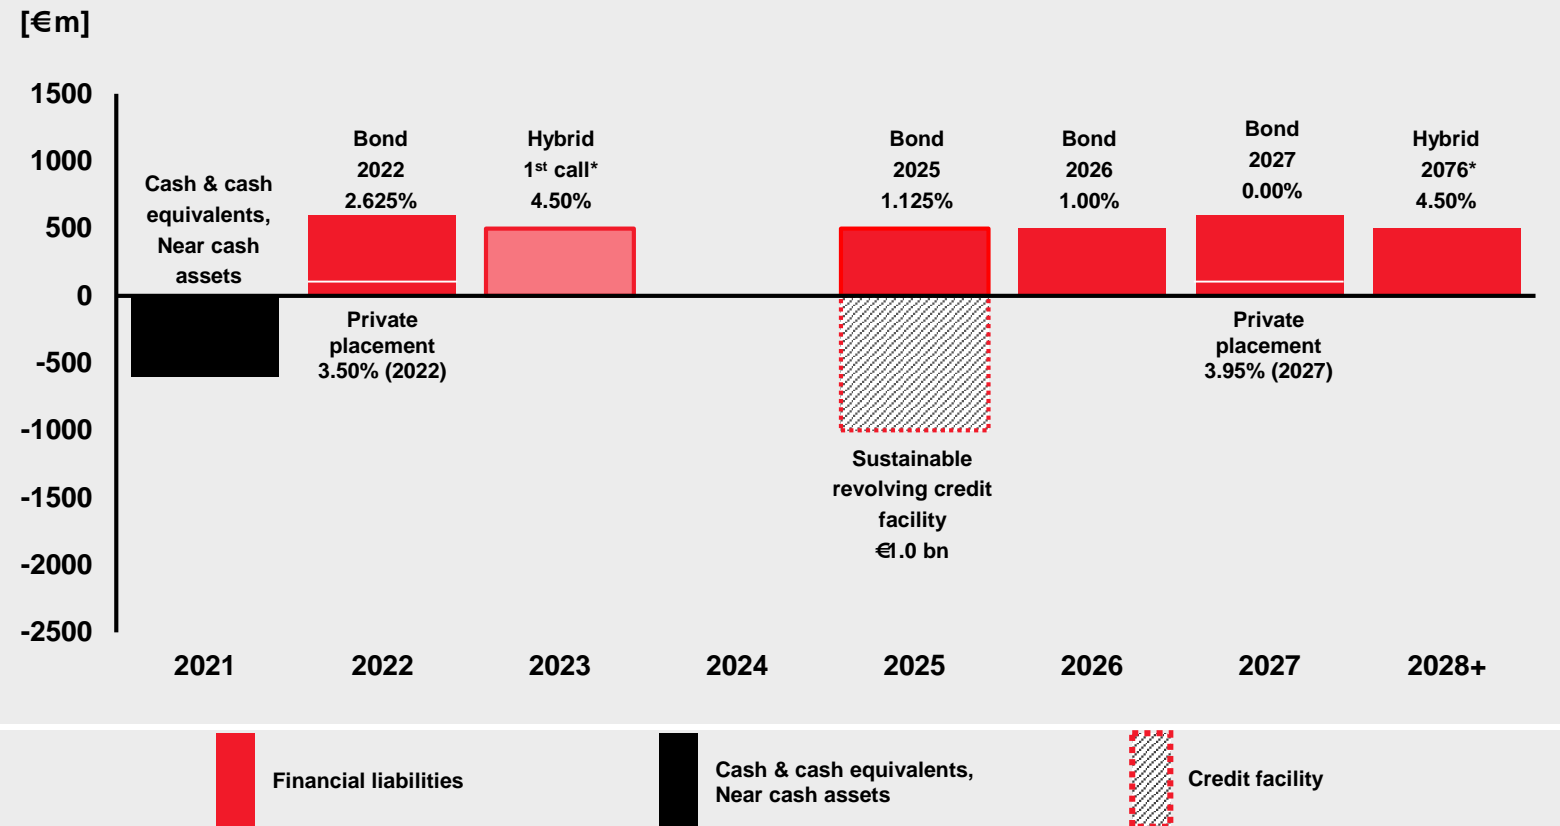 [€m]
1500
1000
500
0
-500
-1000
-1500
-2000
-2500
Cash & cash
equivalents,
Near cash
assets
Bond
2022
2.625%
Private
placement
3.50% (2022)
Hybrid
1st call*
4.50%
Bond
2025
1.125%
Sustainable
revolving credit
facility
€1.0 bn
Bond
2026
1.00%
Bond
2027
0.00%
Private
placement
3.95% (2027)
Hybrid
2076*
4.50%
2021
2022
2023
2024
2025
2026
2027
2028+
Financial liabilities
Cash & cash equivalents,
Near cash assets
Credit facility